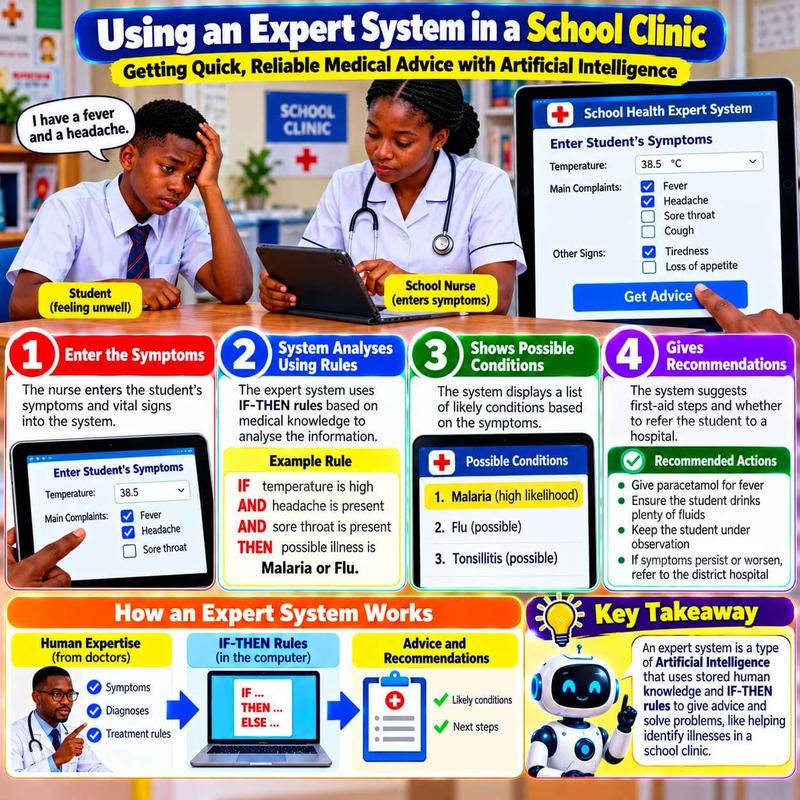 Using an Expert System in a School Clinic
Getting Quick, Reliable Medical Advice with Artificial Intelligence
I have a fever
and a headache.
SCHOOL
CLINIC
Student
(feeling unwell)
School Nurse
(enters symptoms)
School Health Expert System
Enter Student's Symptoms
Temperature: 38.5 °C
Main Complaints: Fever
Headache
Sore throat
Cough
Other Signs: Tiredness
Loss of appetite
Get Advice
1 Enter the Symptoms
The nurse enters the student's
symptoms and vital signs
into the system.
Enter Student's Symptoms
Temperature: 38.5
Main Complaints: Fever
Headache
Sore throat
2 System Analyses
Using Rules
The expert system uses
IF-THEN rules based on
medical knowledge to
analyse the information.
Example Rule
IF temperature is high
AND headache is present
AND sore throat is present
THEN possible illness is
Malaria or Flu.
3 Shows Possible
Conditions
The system displays a list
of likely conditions based
on the symptoms.
Possible Conditions
1. Malaria (high likelihood)
2. Flu (possible)
3. Tonsillitis (possible)
4 Gives
Recommendations
The system suggests
first-aid steps and whether
to refer the student to a
hospital.
Recommended Actions
Give paracetamol for fever
Ensure the student drinks
plenty of fluids
Keep the student under
observation
If symptoms persist or worsen,
refer to the district hospital
How an Expert System Works
Human Expertise
(from doctors)
Symptoms
Diagnoses
Treatment rules
IF-THEN Rules
(in the computer)
IF ...
THEN ...
ELSE ...
Advice and
Recommendations
Likely conditions
Next steps
Key Takeaway
An expert system is a type
of Artificial Intelligence
that uses stored human
knowledge and IF-THEN
rules to give advice and
solve problems, like helping
identify illnesses in a
school clinic.